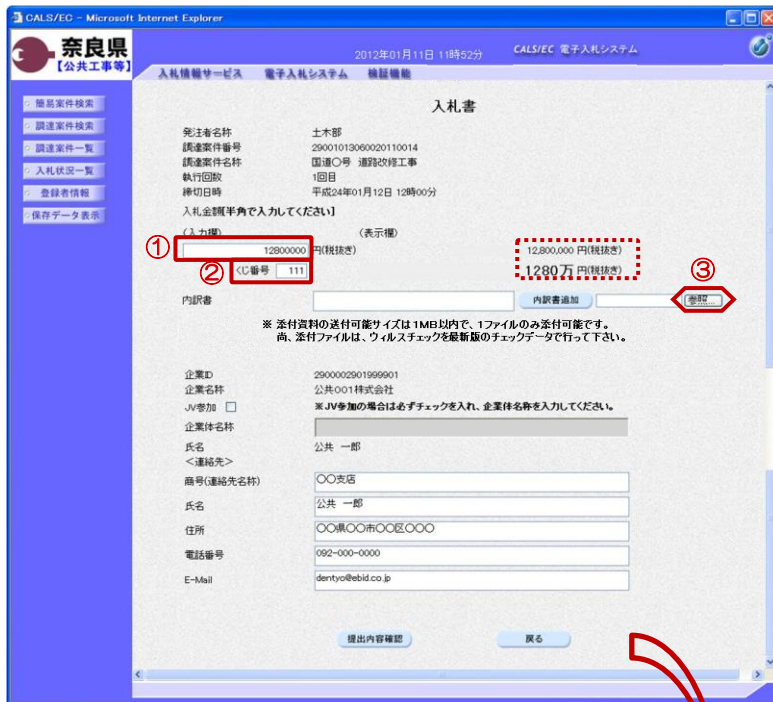 CALS/EC - Microsoft Internet Explorer
奈良県
【公共工事等】
2012年01月11日 11時52分
CALS/EC 電子入札システム
入札情報サービス 電子入札システム 検証機能
簡易案件検索
調達案件検索
調達案件一覧
入札状況一覧
登録者情報
保存データ表示
入札書
発注者名称 土木部
調達案件番号 29001013060020110014
調達案件名称 国道○号 道路改修工事
執行回数 1回目
締切日時 平成24年01月12日 12時00分
入札金額[半角で入力してください]
(入力欄) (表示欄)
① 12800000 円(税抜き) 12,800,000 円(税抜き)
② くじ番号 111 1280万 円(税抜き)
③
内訳書 内訳書追加 参照...
※ 添付資料の送付可能サイズは1MB以内で、1ファイルのみ添付可能です。
尚、添付ファイルは、ウィルスチェックを最新版のチェックデータで行って下さい。
企業ID 2900002901999901
企業名称 公共001株式会社
JV参加 ※JV参加の場合は必ずチェックを入れ、企業体名称を入力してください。
企業体名称
氏名 公共 一郎
<連絡先>
商号(連絡先名称) ○○支店
氏名 公共 一郎
住所 ○○県○○市○○区○○○
電話番号 092-000-0000
E-Mail dentyo@ebid.co.jp
提出内容確認 戻る